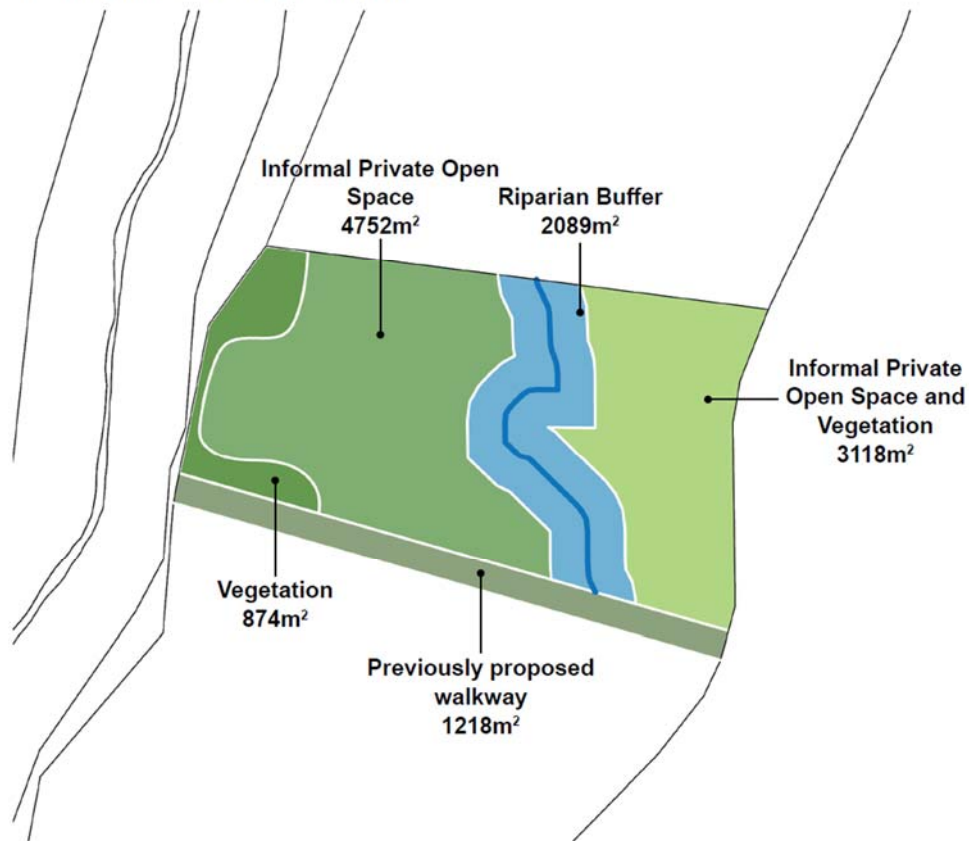 Informal Private Open
Space
4752m²
Riparian Buffer
2089m²
Informal Private
Open Space and
Vegetation
3118m²
Vegetation
874m²
Previously proposed
walkway
1218m²